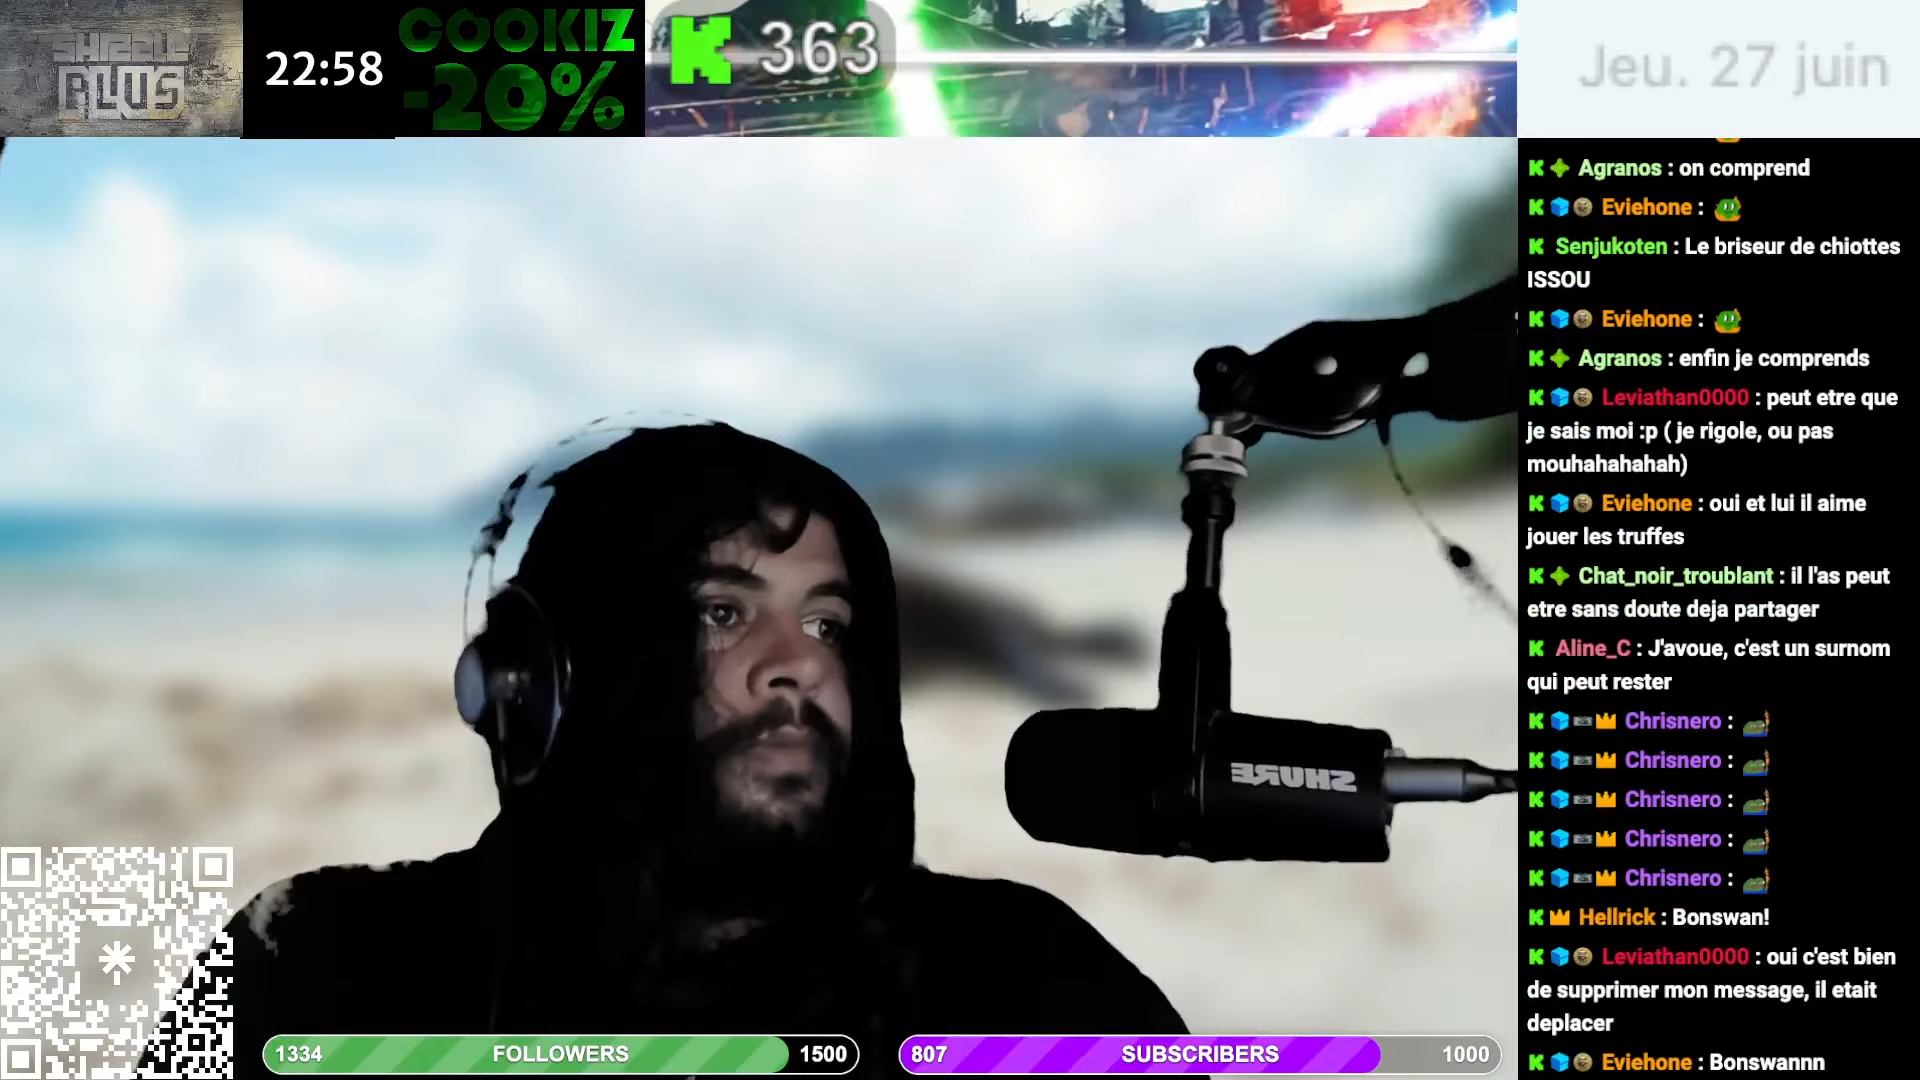 22:58
COOKIZ
-20%
363
Jeu. 27 juin
Agranos : on comprend
Eviehone :
Senjukoten : Le briseur de chiottes
ISSOU
Eviehone :
Agranos : enfin je comprends
Leviathan0000 : peut etre que
je sais moi :p ( je rigole, ou pas
mouhahahahah)
Eviehone : oui et lui il aime
jouer les truffes
Chat_noir_troublant : il l'as peut
etre sans doute deja partager
Aline_C : J'avoue, c'est un surnom
qui peut rester
Chrisnero :
Chrisnero :
Chrisnero :
Chrisnero :
Chrisnero :
Hellrick : Bonswan!
Leviathan0000 : oui c'est bien
de supprimer mon message, il etait
deplacer
Eviehone : Bonswannn
SHURE
1334 FOLLOWERS 1500
807 SUBSCRIBERS 1000